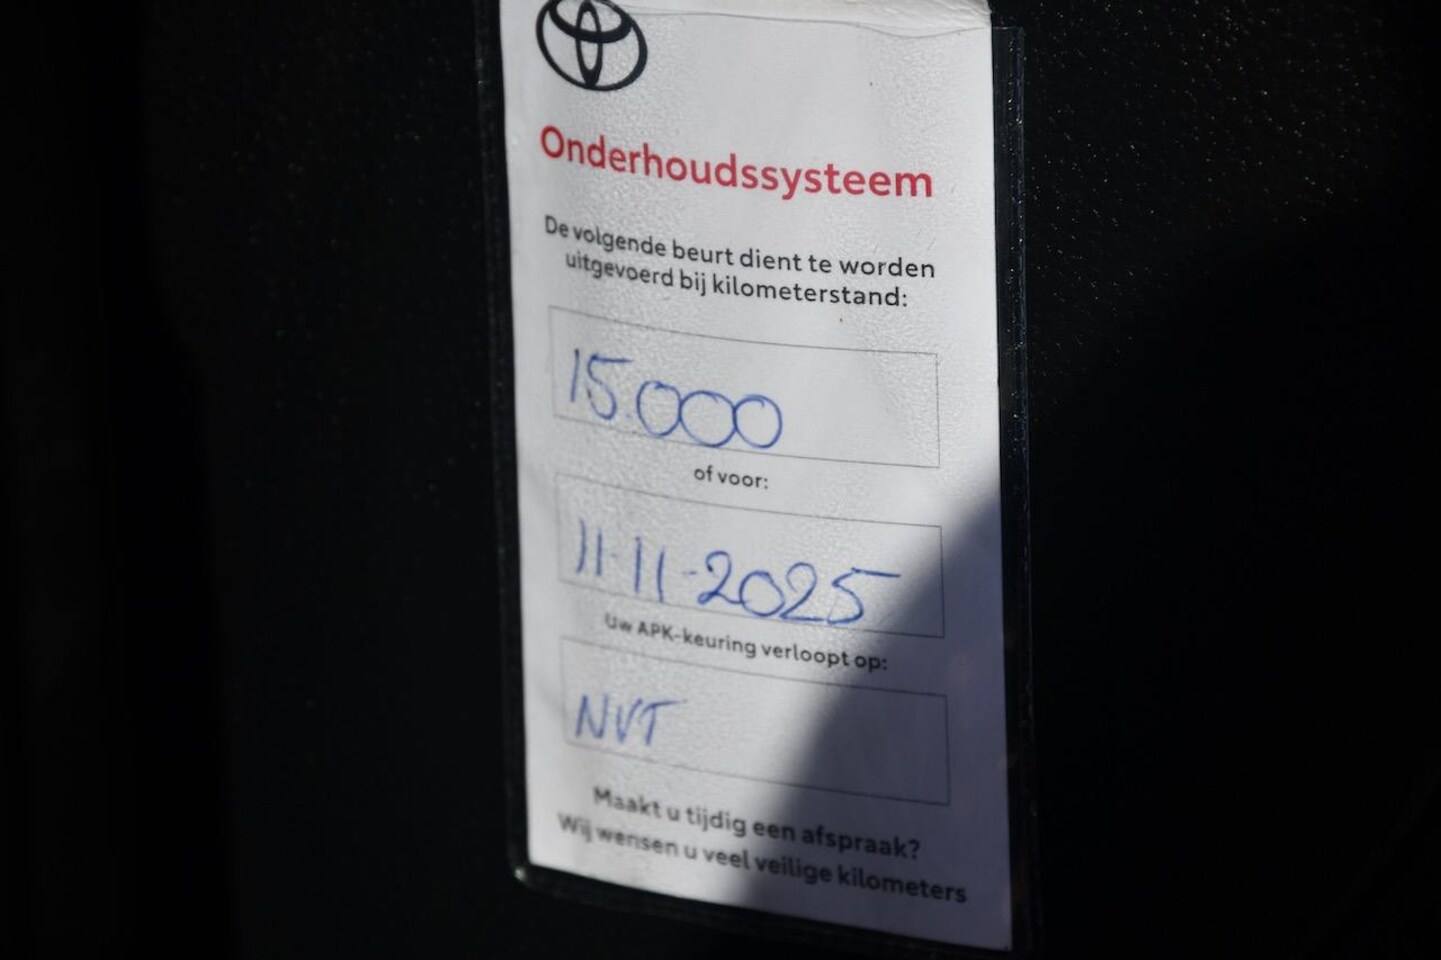 Onderhoudssysteem
De volgende beurt dient te worden
uitgevoerd bij kilometerstand:
15.000
of voor:
11-11-2025
Uw APK-keuring verloopt op:
NVT
Maakt u tijdig een afspraak?
Wij wensen u veel veilige kilometers